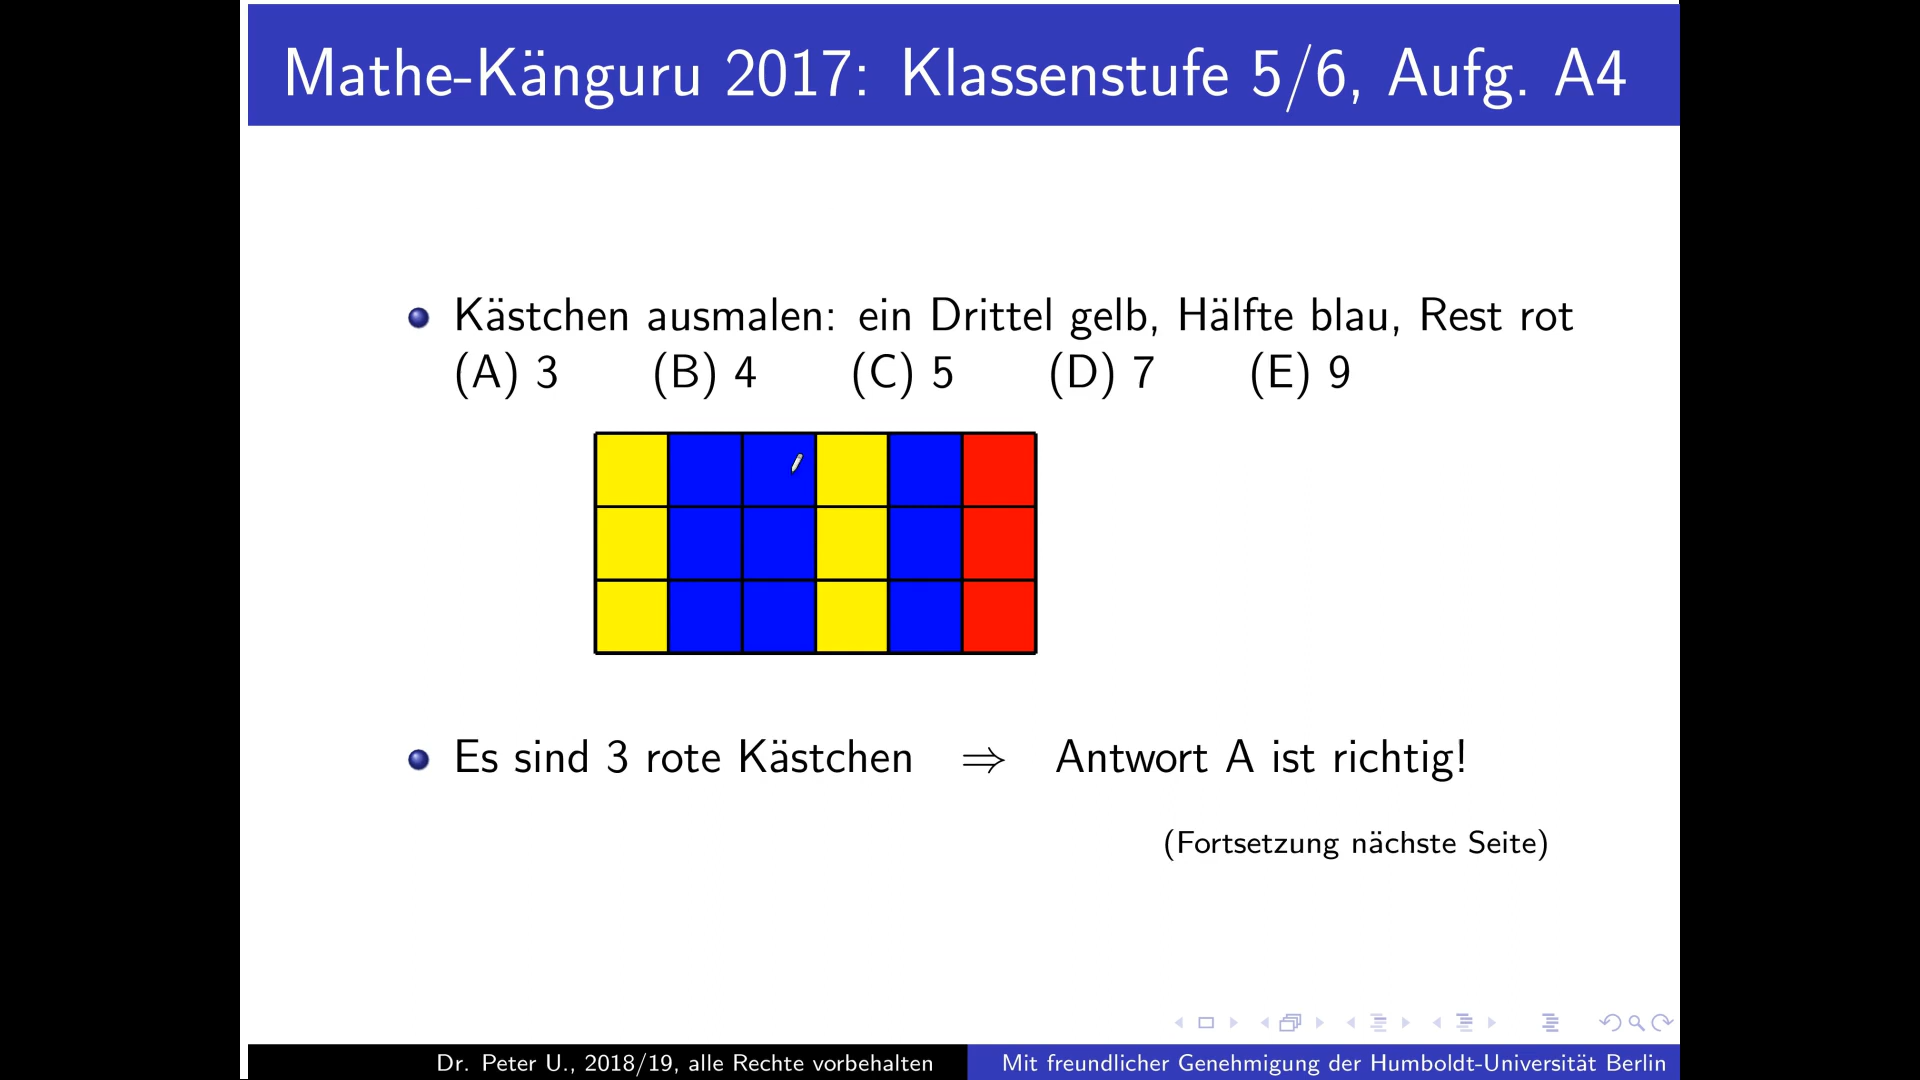 Mathe-Känguru 2017: Klassenstufe 5/6, Aufg. A4
Kästchen ausmalen: ein Drittel gelb, Hälfte blau, Rest rot
(A) 3 (B) 4 (C) 5 (D) 7 (E) 9
Es sind 3 rote Kästchen ⇒ Antwort A ist richtig!
(Fortsetzung nächste Seite)
Dr. Peter U., 2018/19, alle Rechte vorbehalten
Mit freundlicher Genehmigung der Humboldt-Universität Berlin